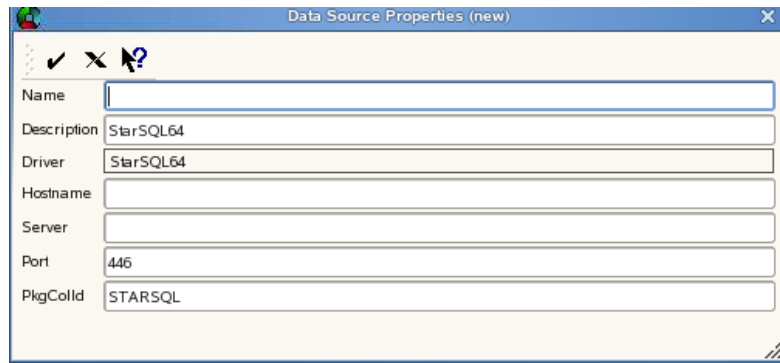 Data Source Properties (new)
Name
Description StarSQL64
Driver StarSQL64
Hostname
Server
Port 446
PkgColId STARSQL